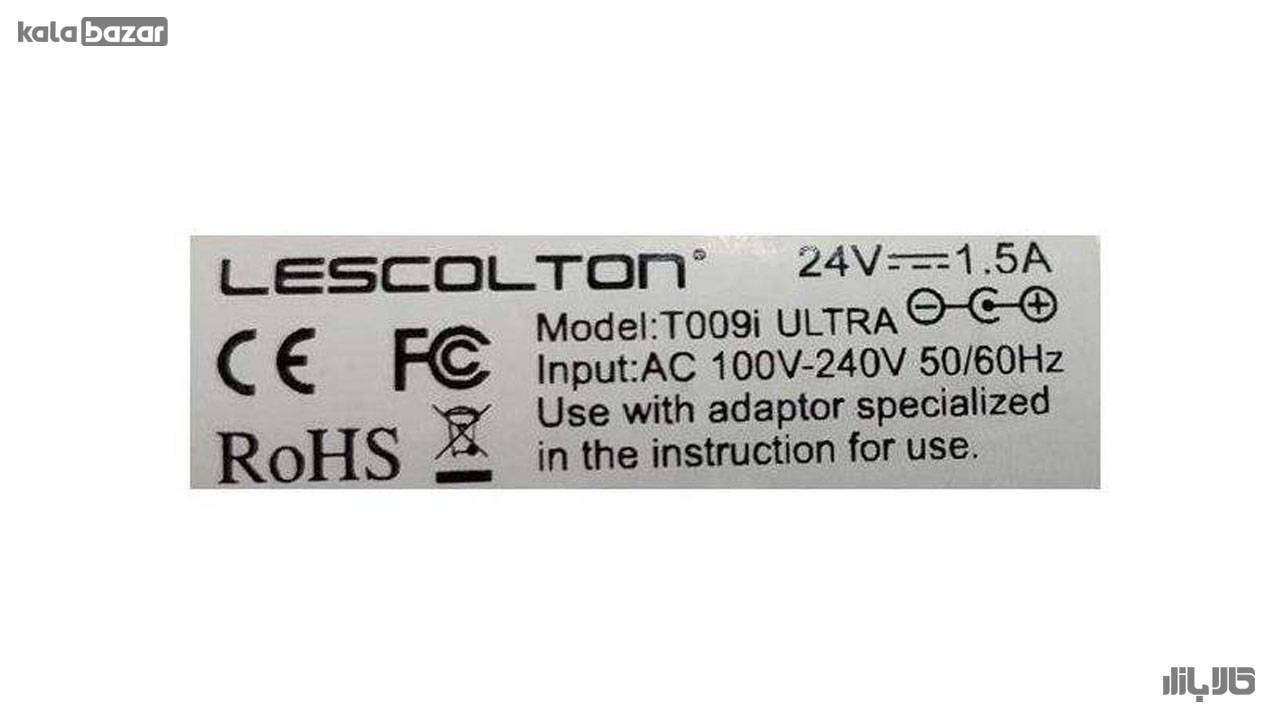 kalabazar
LESCOLTON® 24V⎓1.5A
Model:T009i ULTRA
CE FC Input:AC 100V-240V 50/60Hz
Use with adaptor specialized
RoHS in the instruction for use.
کالابازار